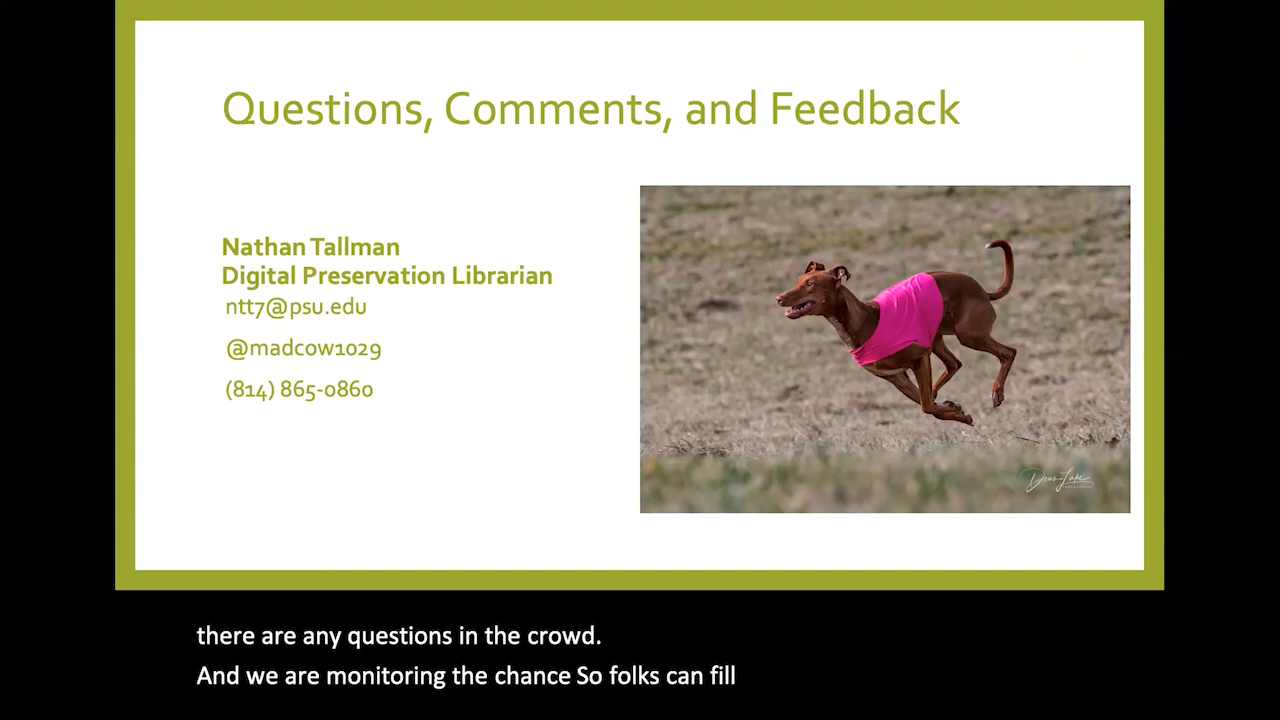 Questions, Comments, and Feedback
Nathan Tallman
Digital Preservation Librarian
ntt7@psu.edu
@madcow1029
(814) 865-0860
there are any questions in the crowd.
And we are monitoring the chance So folks can fill